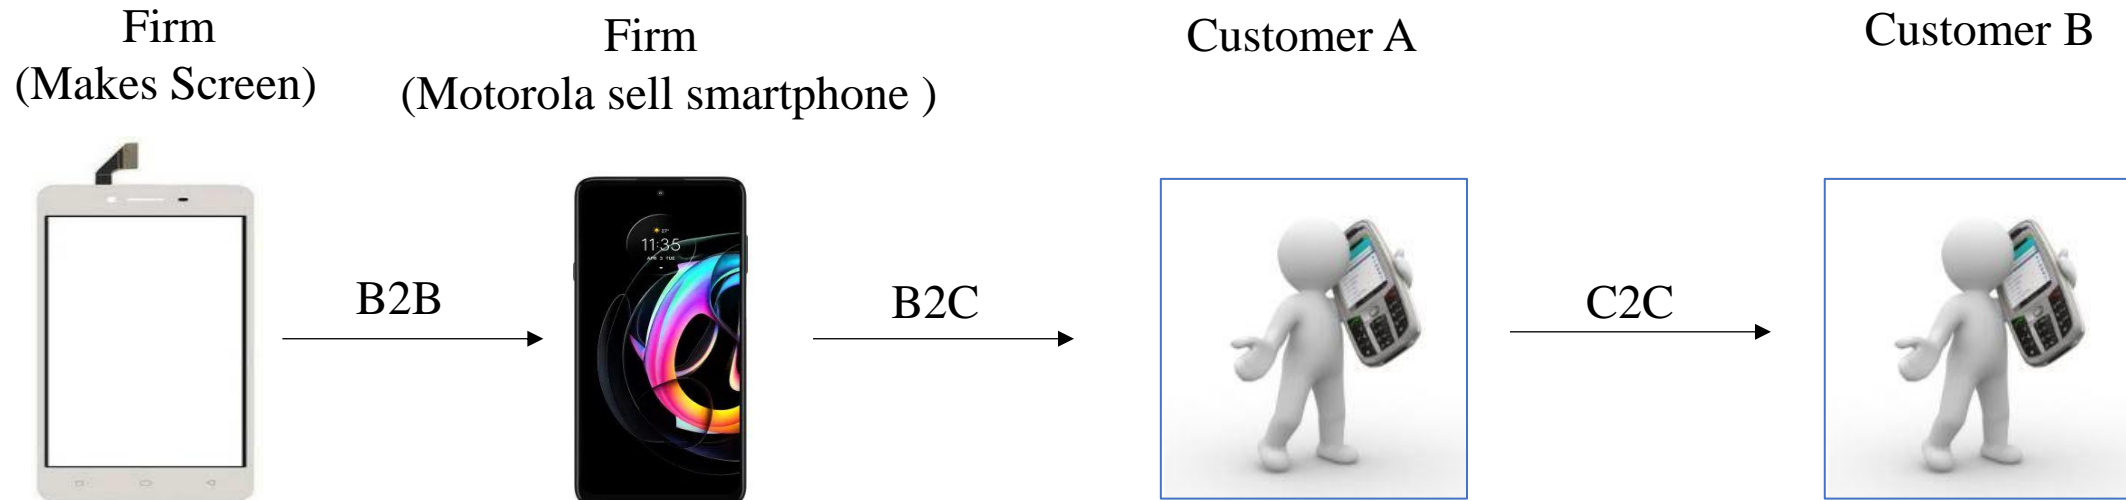 Firm
(Makes Screen)
Firm
(Motorola sell smartphone )
Customer A
Customer B
B2B
B2C
C2C
11:35